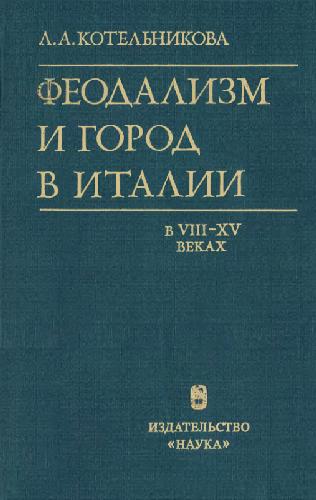 Л.А.КОТЕЛЬНИКОВА
ФЕОДАЛИЗМ
И ГОРОД
В ИТАЛИИ
В VIII–XV
ВЕКАХ
ИЗДАТЕЛЬСТВО
«НАУКА»